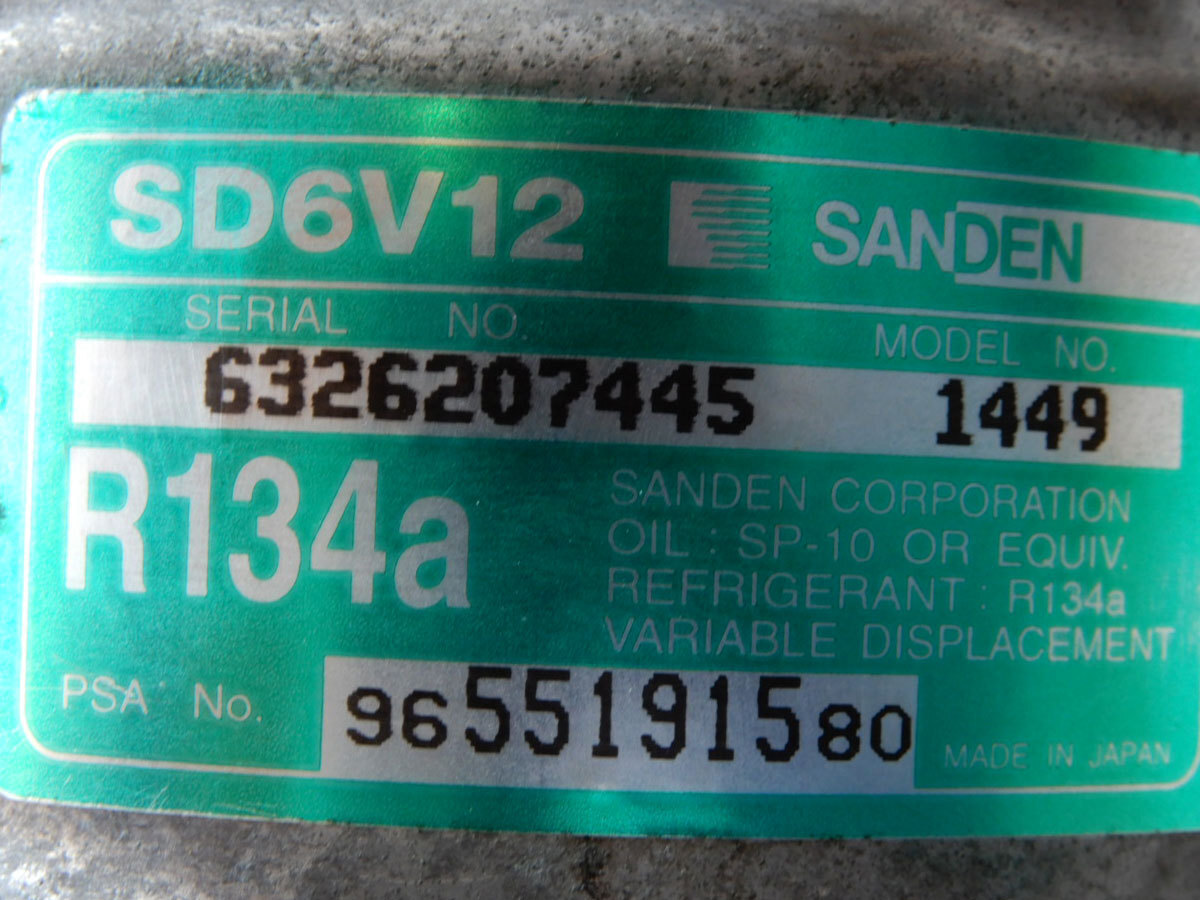 SD6V12 SANDEN
SERIAL NO. MODEL NO.
6326207445 1449
R134a
SANDEN CORPORATION
OIL : SP-10 OR EQUIV.
REFRIGERANT : R134a
VARIABLE DISPLACEMENT
PSA No. 9655191580
MADE IN JAPAN